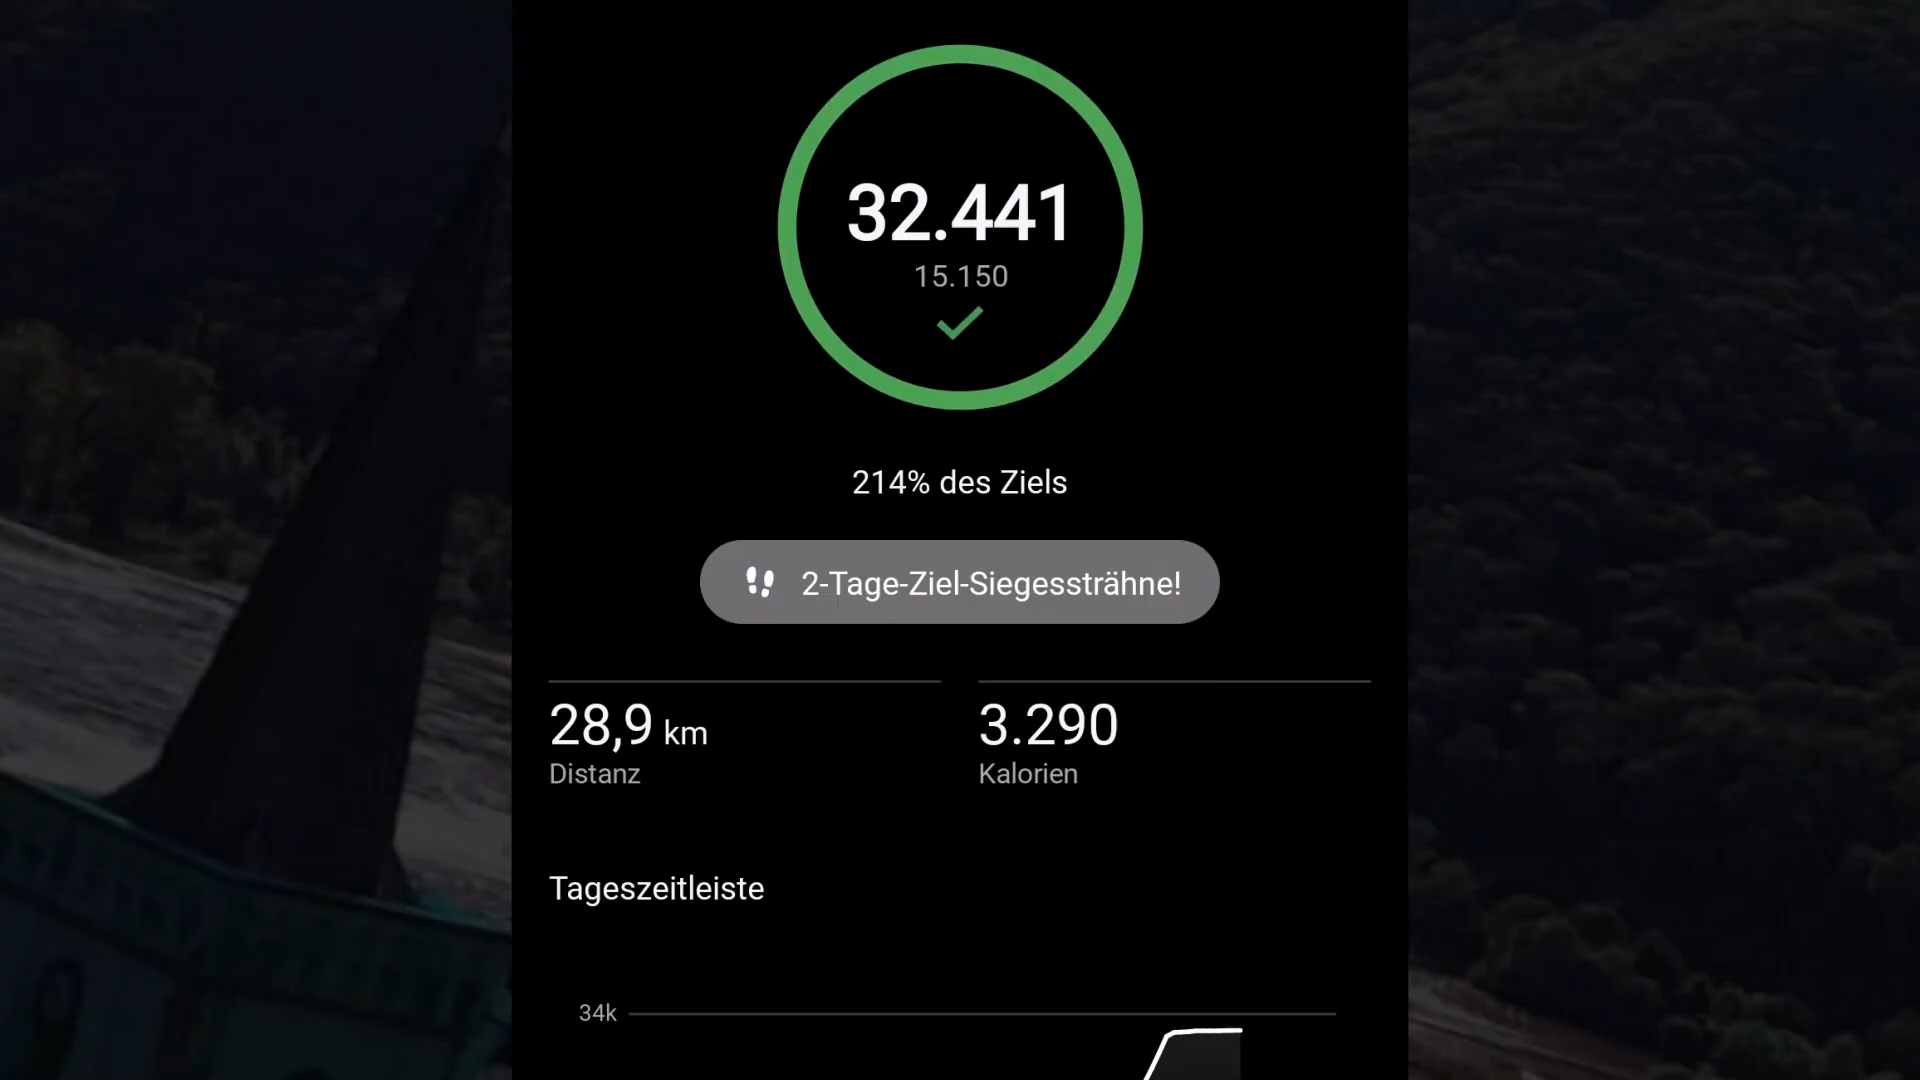 32.441
15.150
214% des Ziels
2-Tage-Ziel-Siegessträhne!
28,9 km
Distanz
3.290
Kalorien
Tageszeitleiste
34k